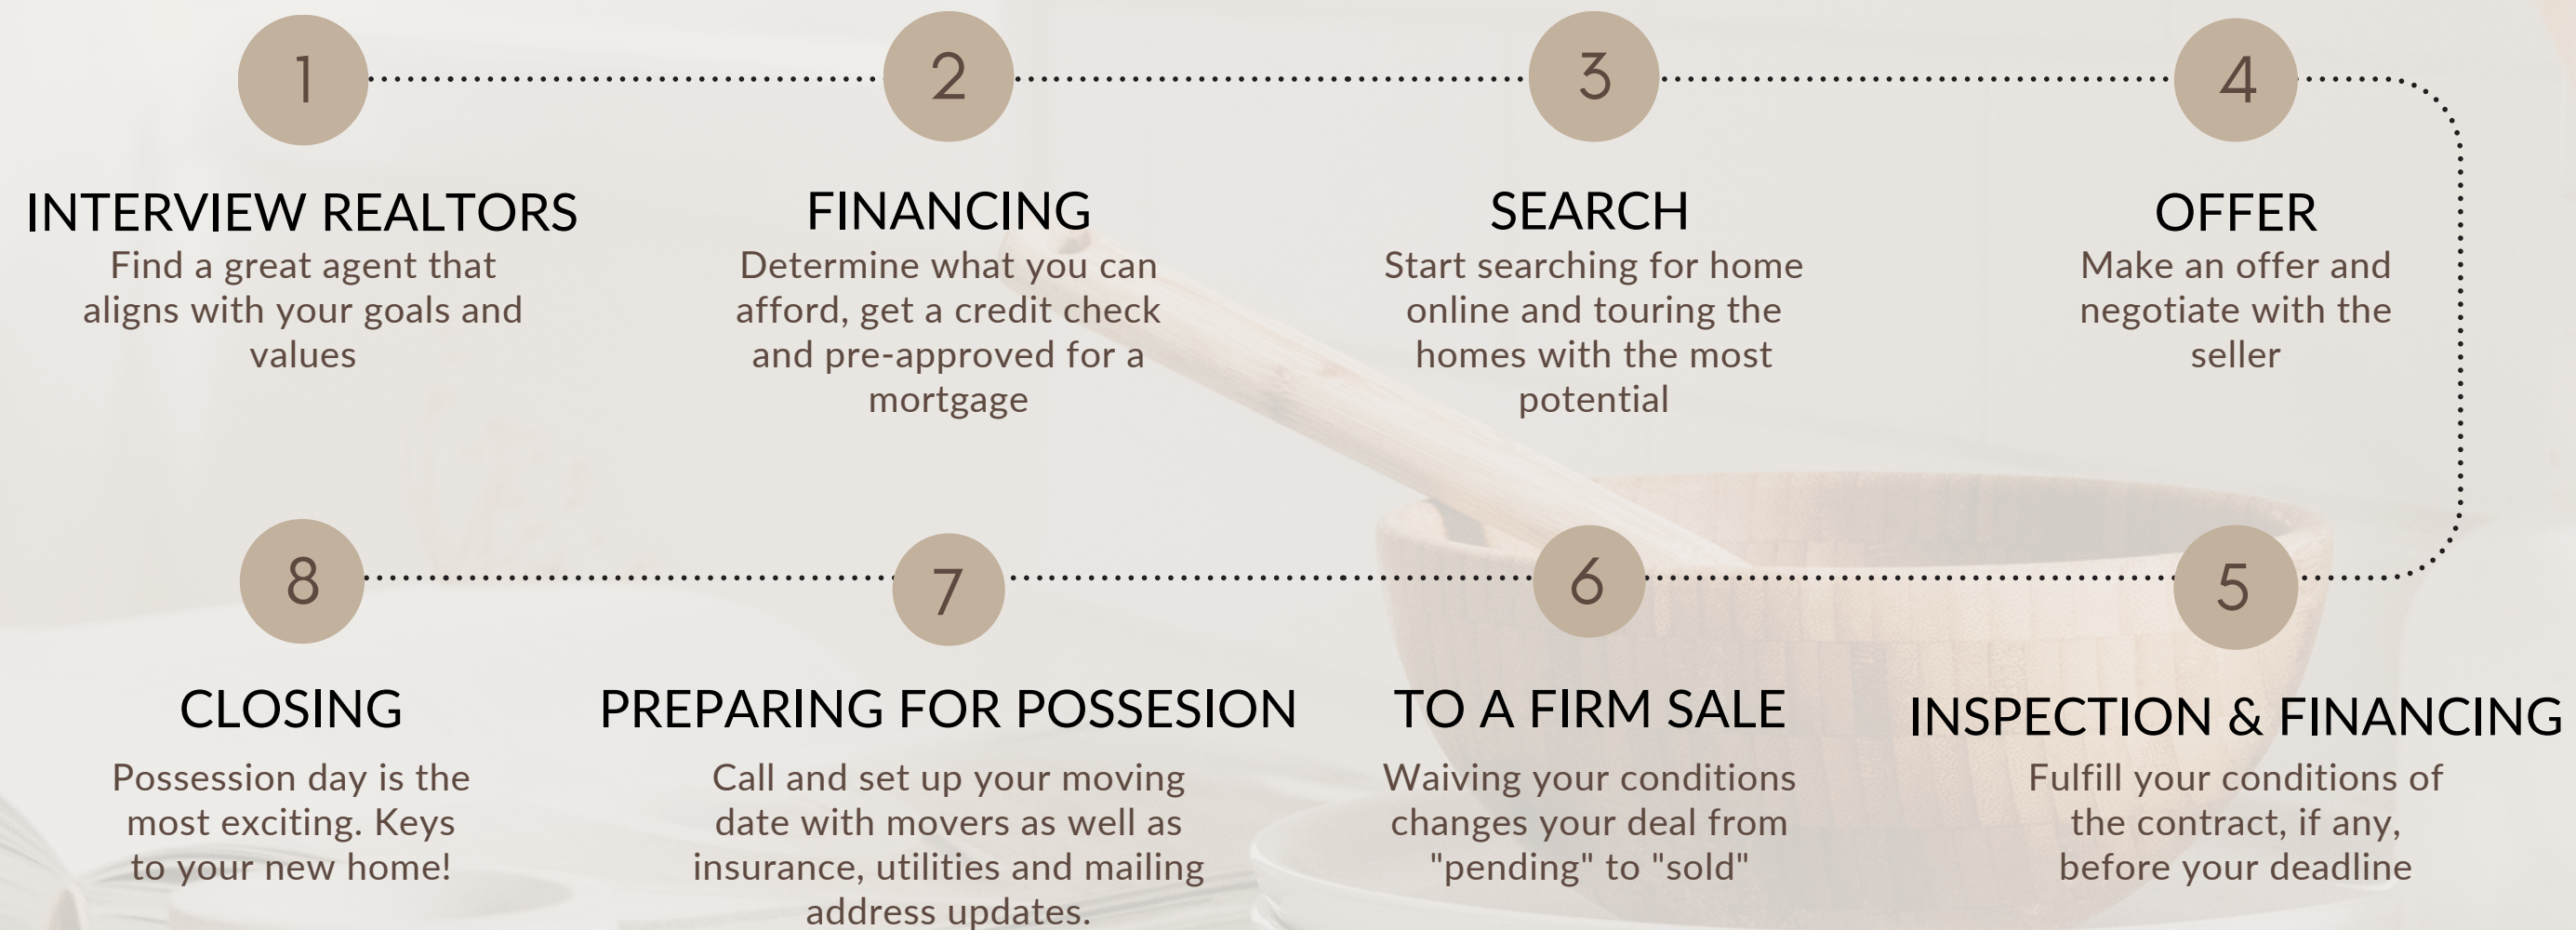 1
INTERVIEW REALTORS
Find a great agent that
aligns with your goals and
values
2
FINANCING
Determine what you can
afford, get a credit check
and pre-approved for a
mortgage
3
SEARCH
Start searching for home
online and touring the
homes with the most
potential
4
OFFER
Make an offer and
negotiate with the
seller
5
INSPECTION & FINANCING
Fulfill your conditions of
the contract, if any,
before your deadline
6
TO A FIRM SALE
Waiving your conditions
changes your deal from
"pending" to "sold"
7
PREPARING FOR POSSESION
Call and set up your moving
date with movers as well as
insurance, utilities and mailing
address updates.
8
CLOSING
Possession day is the
most exciting. Keys
to your new home!